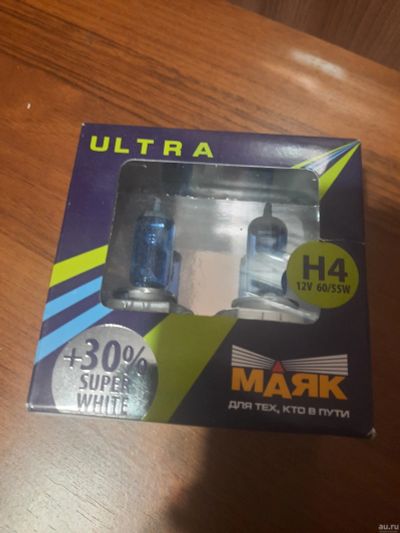 ULTRA
H4
12V 60/55W
+30%
SUPER
WHITE
МАЯК
ДЛЯ ТЕХ, КТО В ПУТИ
au.ru